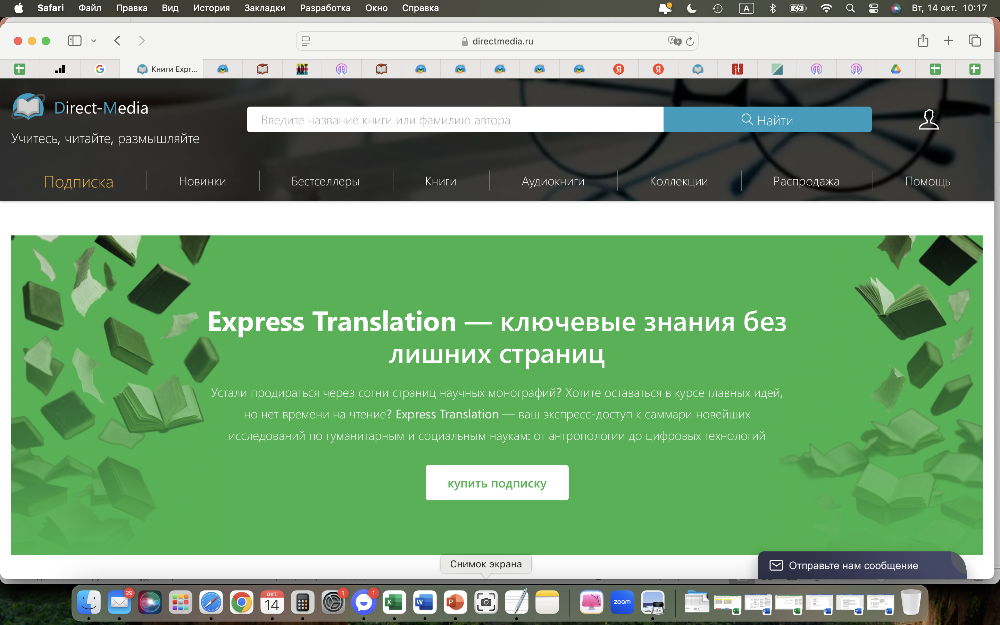 Safari Файл Правка Вид История Закладки Разработка Окно Справка
A
Вт, 14 окт. 10:17
directmedia.ru
Книги Expr...
ART
Я
Я
jt
Direct-Media
Учитесь, читайте, размышляйте
Введите название книги или фамилию автора
Найти
Подписка
Новинки
Бестселлеры
Книги
Аудиокниги
Коллекции
Распродажа
Помощь
Express Translation — ключевые знания без
лишних страниц
Устали продираться через сотни страниц научных монографий? Хотите оставаться в курсе главных идей,
но нет времени на чтение? Express Translation — ваш экспресс-доступ к саммари новейших
исследований по гуманитарным и социальным наукам: от антропологии до цифровых технологий
купить подписку
Снимок экрана
Отправьте нам сообщение
29
ОКТ.
14
1
1
X
W
P
zoom
XLS